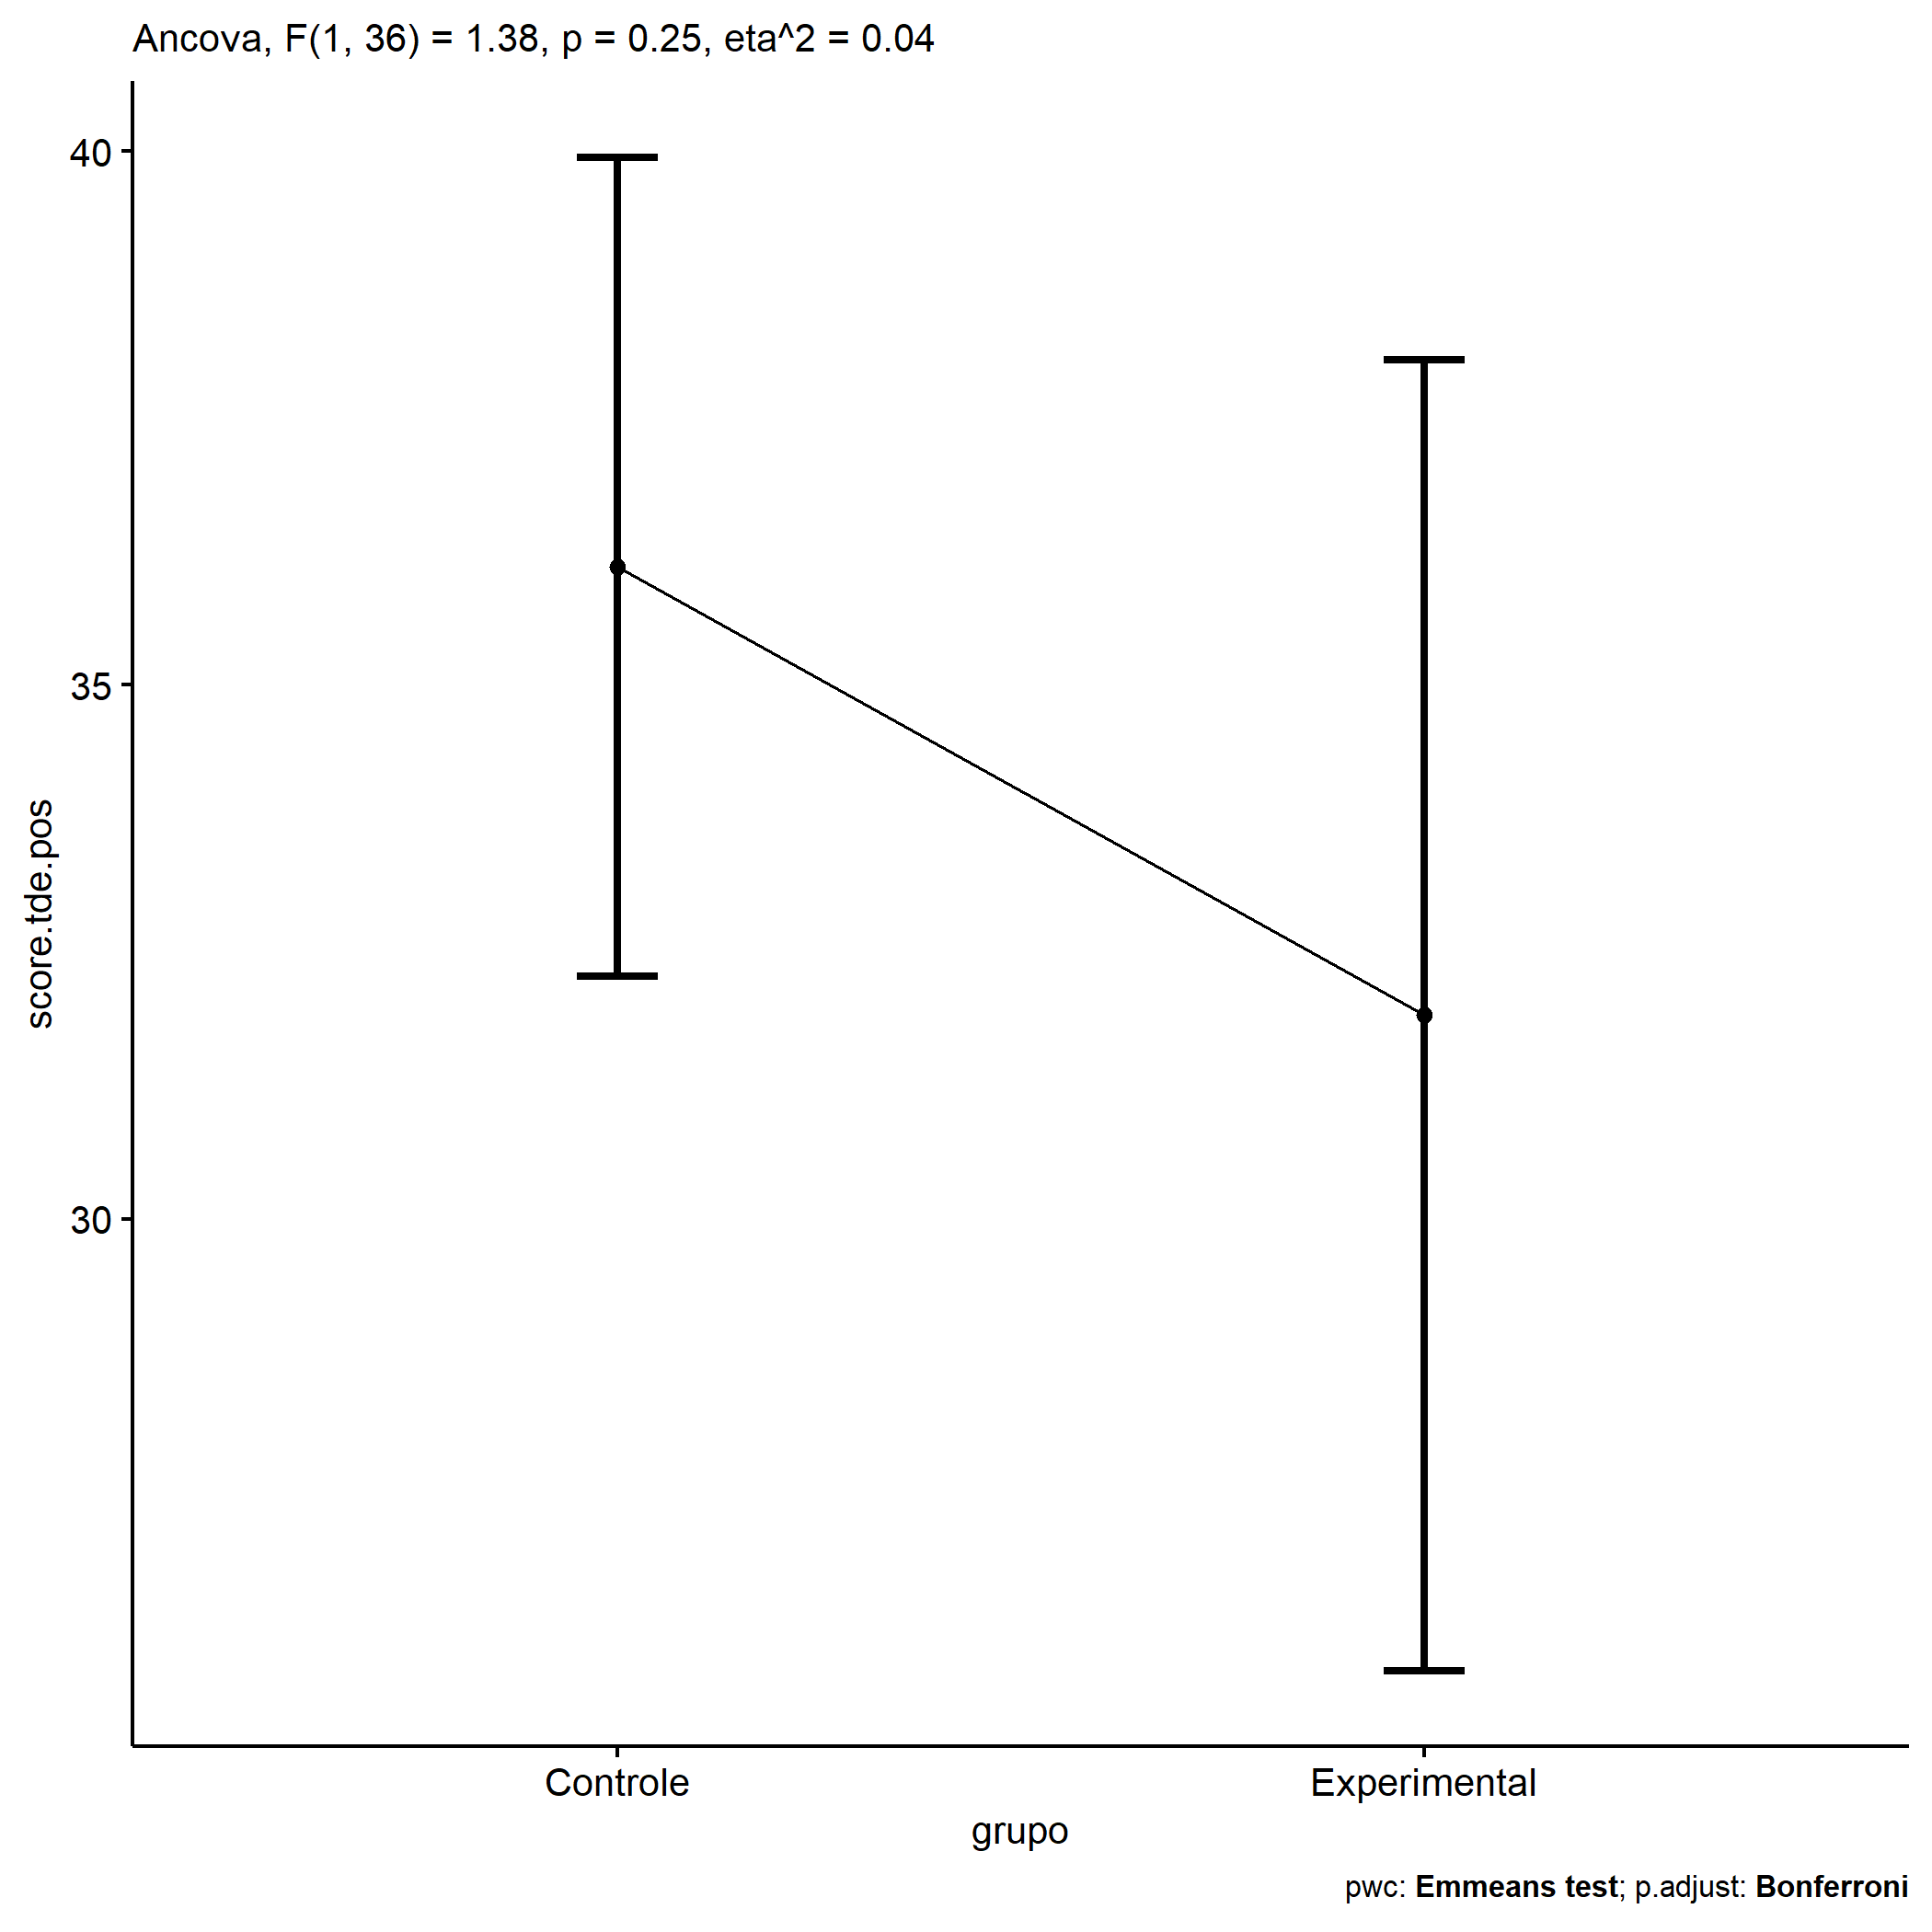 Ancova, F(1, 36) = 1.38, p = 0.25, eta^2 = 0.04
40
35
30
score.tde.pos
Controle
Experimental
grupo
pwc: Emmeans test; p.adjust: Bonferroni